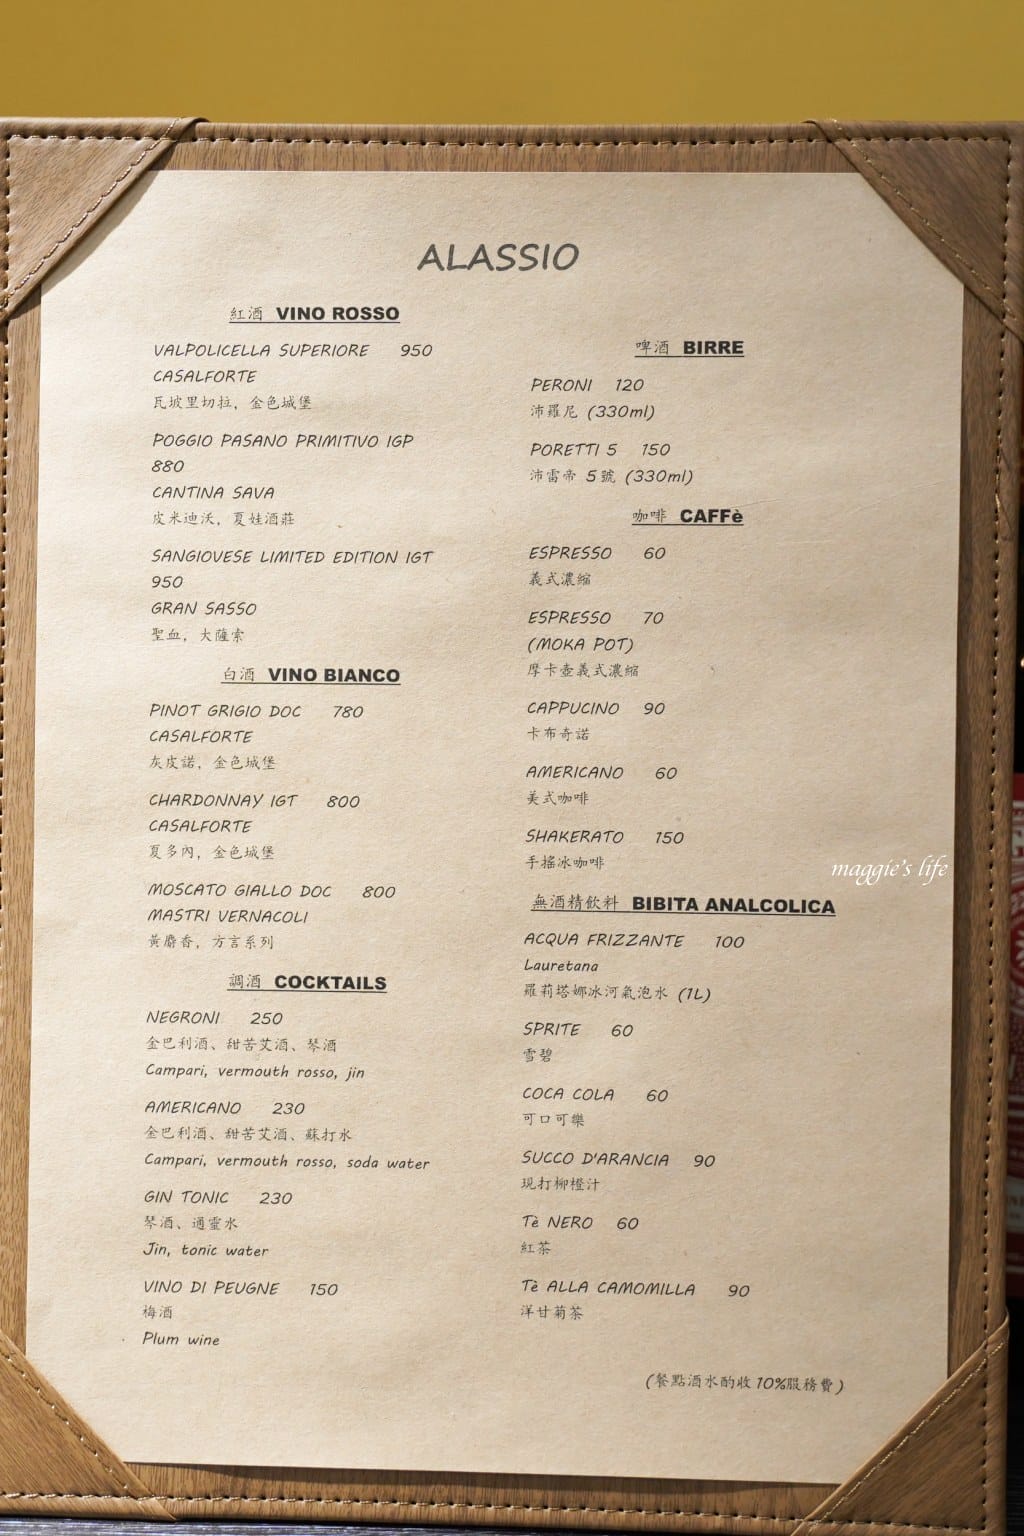 ALASSIO
紅酒 VINO ROSSO
VALPOLICELLA SUPERIORE 950
CASALFORTE
瓦坡里切拉, 金色城堡
POGGIO PASANO PRIMITIVO IGP
880
CANTINA SAVA
皮米迪沃, 夏娃酒莊
SANGIOVESE LIMITED EDITION IGT
950
GRAN SASSO
聖血, 大薩索
白酒 VINO BIANCO
PINOT GRIGIO DOC 780
CASALFORTE
灰皮諾, 金色城堡
CHARDONNAY IGT 800
CASALFORTE
夏多內, 金色城堡
MOSCATO GIALLO DOC 800
MASTRI VERNACOLI
黃麝香, 方言系列
調酒 COCKTAILS
NEGRONI 250
金巴利酒、甜苦艾酒、琴酒
Campari, vermouth rosso, jin
AMERICANO 230
金巴利酒、甜苦艾酒、蘇打水
Campari, vermouth rosso, soda water
GIN TONIC 230
琴酒、通靈水
Jin, tonic water
VINO DI PEUGNE 150
梅酒
Plum wine
啤酒 BIRRE
PERONI 120
沛羅尼 (330ml)
PORETTI 5 150
沛雷帝 5號 (330ml)
咖啡 CAFFè
ESPRESSO 60
義式濃縮
ESPRESSO 70
(MOKA POT)
摩卡壺義式濃縮
CAPPUCINO 90
卡布奇諾
AMERICANO 60
美式咖啡
SHAKERATO 150
手搖冰咖啡
maggie's life
無酒精飲料 BIBITA ANALCOLICA
ACQUA FRIZZANTE 100
Lauretana
羅莉塔娜冰河氣泡水 (1L)
SPRITE 60
雪碧
COCA COLA 60
可口可樂
SUCCO D'ARANCIA 90
現打柳橙汁
Tè NERO 60
紅茶
Tè ALLA CAMOMILLA 90
洋甘菊茶
(餐點酒水酌收10%服務費)